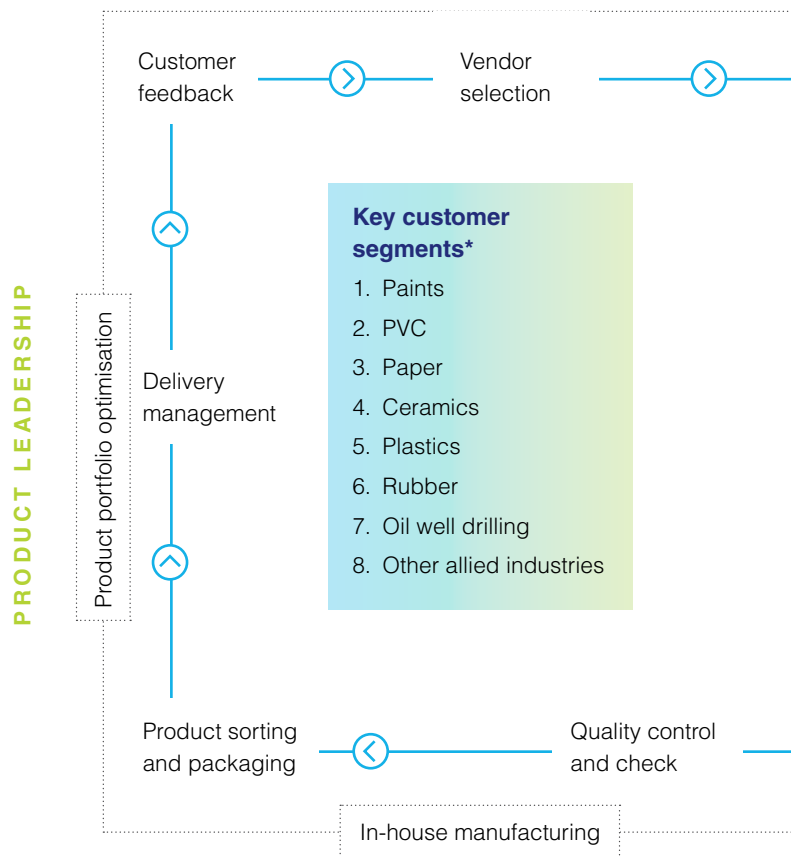 Customer
feedback
Vendor
selection
Key customer
segments*
1. Paints
2. PVC
3. Paper
4. Ceramics
5. Plastics
6. Rubber
7. Oil well drilling
8. Other allied industries
PRODUCT LEADERSHIP
Product portfolio optimisation
Delivery
management
Product sorting
and packaging
Quality control
and check
In-house manufacturing